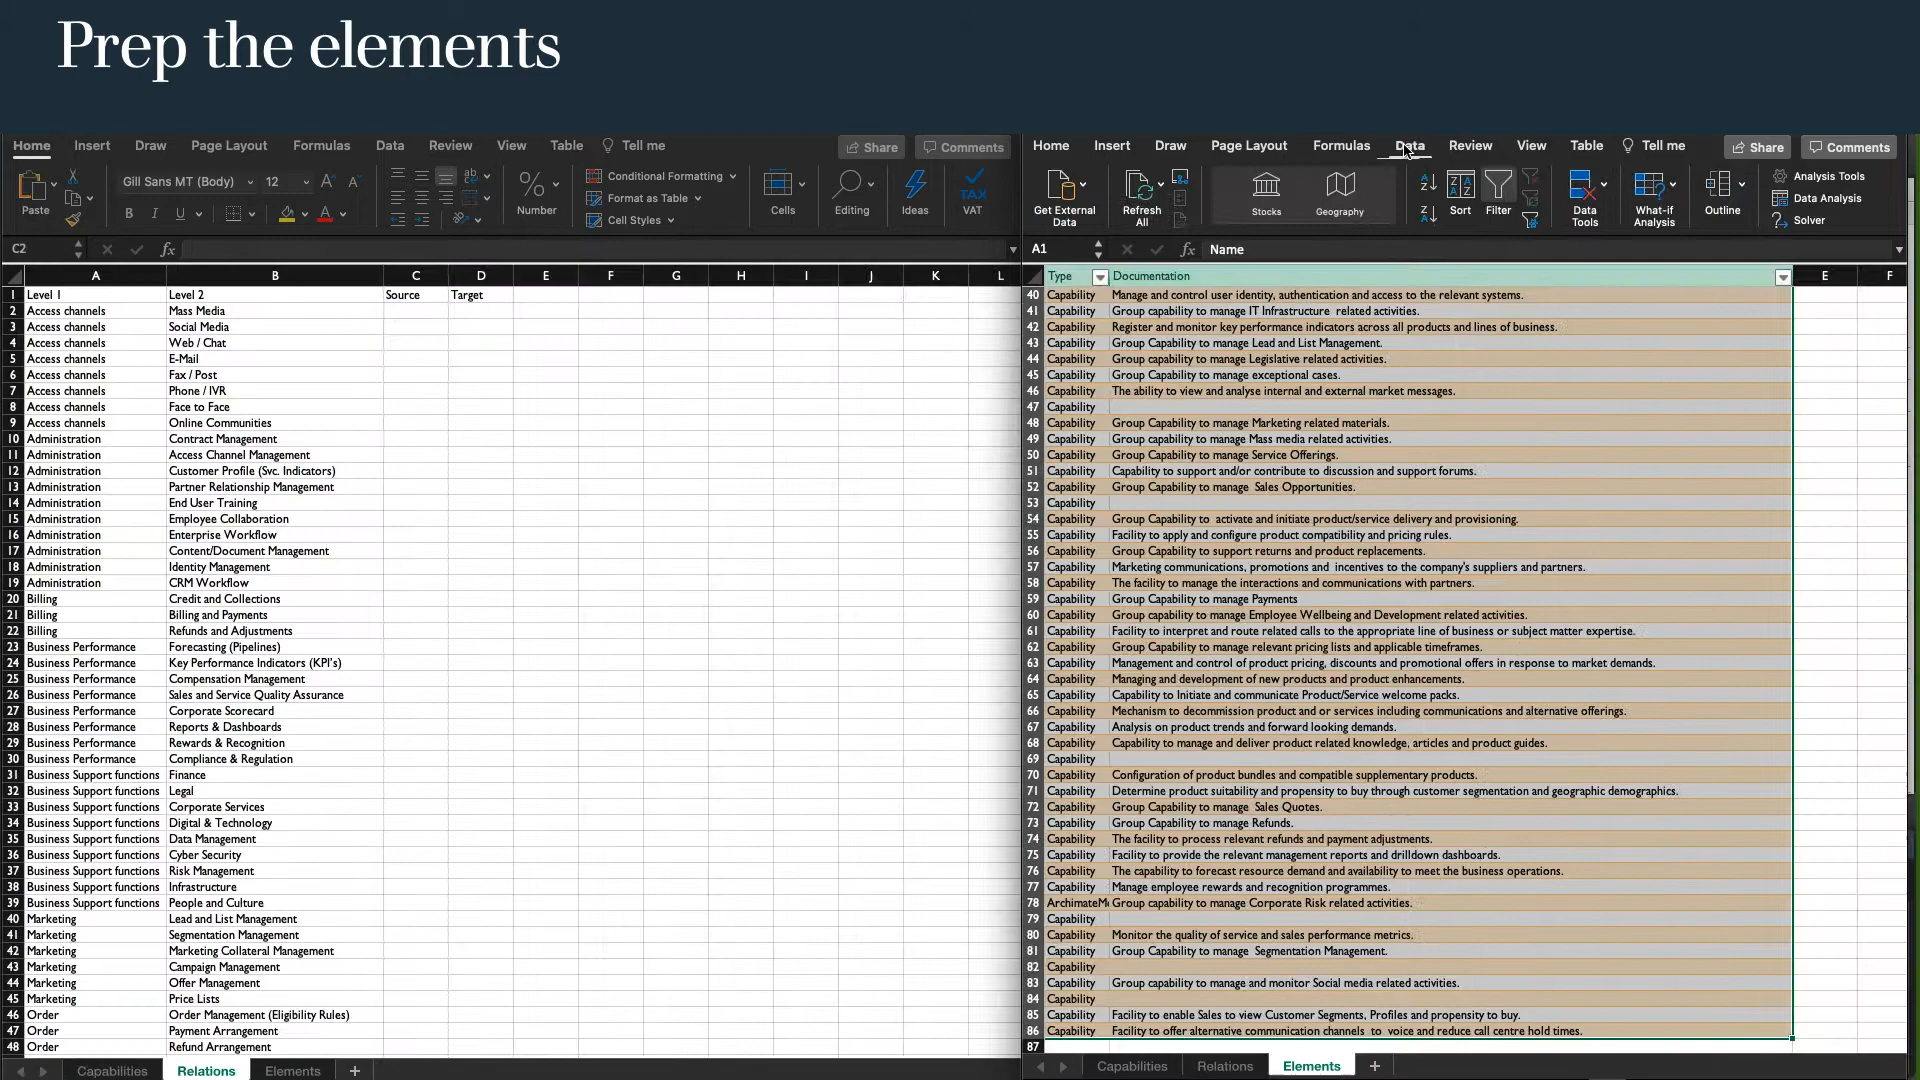 Prep the elements
Home Insert Draw Page Layout Formulas Data Review View Table Tell me Share Comments
Gill Sans MT (Body) 12
Paste B I U Number
Conditional Formatting
Format as Table
Cell Styles
Cells Editing Ideas VAT
C2 fx
A B C D E F G H I J K L
1 Level 1 Level 2 Source Target
2 Access channels Mass Media
3 Access channels Social Media
4 Access channels Web / Chat
5 Access channels E-Mail
6 Access channels Fax / Post
7 Access channels Phone / IVR
8 Access channels Face to Face
9 Access channels Online Communities
10 Administration Contract Management
11 Administration Access Channel Management
12 Administration Customer Profile (Svc. Indicators)
13 Administration Partner Relationship Management
14 Administration End User Training
15 Administration Employee Collaboration
16 Administration Enterprise Workflow
17 Administration Content/Document Management
18 Administration Identity Management
19 Administration CRM Workflow
20 Billing Credit and Collections
21 Billing Billing and Payments
22 Billing Refunds and Adjustments
23 Business Performance Forecasting (Pipelines)
24 Business Performance Key Performance Indicators (KPI's)
25 Business Performance Compensation Management
26 Business Performance Sales and Service Quality Assurance
27 Business Performance Corporate Scorecard
28 Business Performance Reports & Dashboards
29 Business Performance Rewards & Recognition
30 Business Performance Compliance & Regulation
31 Business Support functions Finance
32 Business Support functions Legal
33 Business Support functions Corporate Services
34 Business Support functions Digital & Technology
35 Business Support functions Data Management
36 Business Support functions Cyber Security
37 Business Support functions Risk Management
38 Business Support functions Infrastructure
39 Business Support functions People and Culture
40 Marketing Lead and List Management
41 Marketing Segmentation Management
42 Marketing Marketing Collateral Management
43 Marketing Campaign Management
44 Marketing Offer Management
45 Marketing Price Lists
46 Order Order Management (Eligibility Rules)
47 Order Payment Arrangement
48 Order Refund Arrangement
Capabilities Relations Elements +
Home Insert Draw Page Layout Formulas Data Review View Table Tell me Share Comments
Get External Data Refresh All Stocks Geography Sort Filter Data Tools What-if Analysis Outline
Analysis Tools
Data Analysis
Solver
A1 fx Name
Type Documentation E F
40 Capability Manage and control user identity, authentication and access to the relevant systems.
41 Capability Group capability to manage IT Infrastructure related activities.
42 Capability Register and monitor key performance indicators across all products and lines of business.
43 Capability Group Capability to manage Lead and List Management.
44 Capability Group capability to manage Legislative related activities.
45 Capability Group Capability to manage exceptional cases.
46 Capability The ability to view and analyse internal and external market messages.
47 Capability
48 Capability Group Capability to manage Marketing related materials.
49 Capability Group capability to manage Mass media related activities.
50 Capability Group Capability to manage Service Offerings.
51 Capability Capability to support and/or contribute to discussion and support forums.
52 Capability Group Capability to manage Sales Opportunities.
53 Capability
54 Capability Group Capability to activate and initiate product/service delivery and provisioning.
55 Capability Facility to apply and configure product compatibility and pricing rules.
56 Capability Group Capability to support returns and product replacements.
57 Capability Marketing communications, promotions and incentives to the company's suppliers and partners.
58 Capability The facility to manage the interactions and communications with partners.
59 Capability Group Capability to manage Payments
60 Capability Group capability to manage Employee Wellbeing and Development related activities.
61 Capability Facility to interpret and route related calls to the appropriate line of business or subject matter expertise.
62 Capability Group Capability to manage relevant pricing lists and applicable timeframes.
63 Capability Management and control of product pricing, discounts and promotional offers in response to market demands.
64 Capability Managing and development of new products and product enhancements.
65 Capability Capability to Initiate and communicate Product/Service welcome packs.
66 Capability Mechanism to decommission product and or services including communications and alternative offerings.
67 Capability Analysis on product trends and forward looking demands.
68 Capability Capability to manage and deliver product related knowledge, articles and product guides.
69 Capability
70 Capability Configuration of product bundles and compatible supplementary products.
71 Capability Determine product suitability and propensity to buy through customer segmentation and geographic demographics.
72 Capability Group Capability to manage Sales Quotes.
73 Capability Group Capability to manage Refunds.
74 Capability The facility to process relevant refunds and payment adjustments.
75 Capability Facility to provide the relevant management reports and drilldown dashboards.
76 Capability The capability to forecast resource demand and availability to meet the business operations.
77 Capability Manage employee rewards and recognition programmes.
78 ArchimateM Group capability to manage Corporate Risk related activities.
79 Capability
80 Capability Monitor the quality of service and sales performance metrics.
81 Capability Group Capability to manage Segmentation Management.
82 Capability
83 Capability Group capability to manage and monitor Social media related activities.
84 Capability
85 Capability Facility to enable Sales to view Customer Segments, Profiles and propensity to buy.
86 Capability Facility to offer alternative communication channels to voice and reduce call centre hold times.
87
Capabilities Relations Elements +